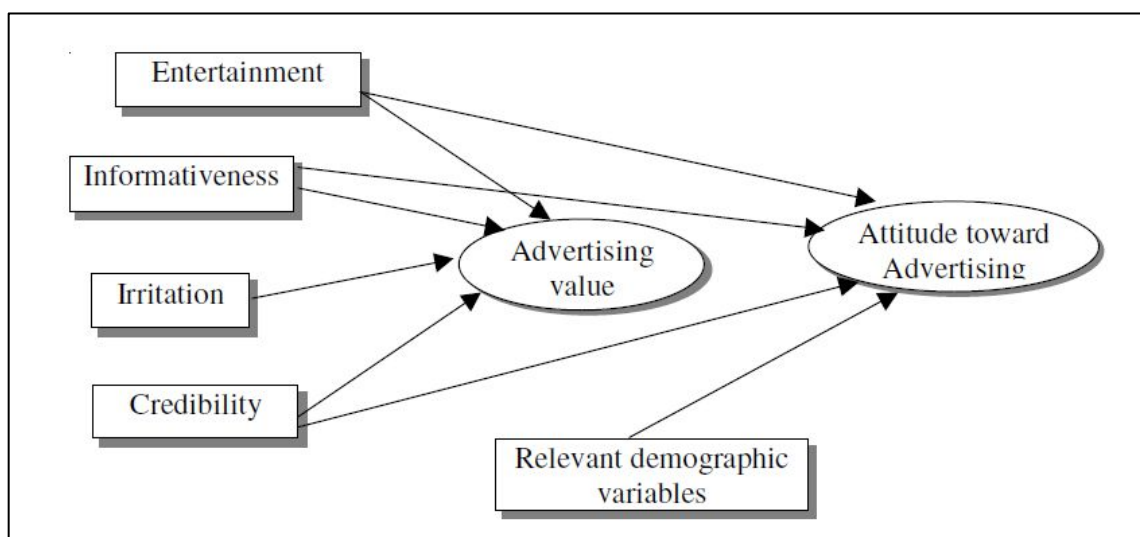 Entertainment
Informativeness
Irritation
Credibility
Advertising
value
Attitude toward
Advertising
Relevant demographic
variables